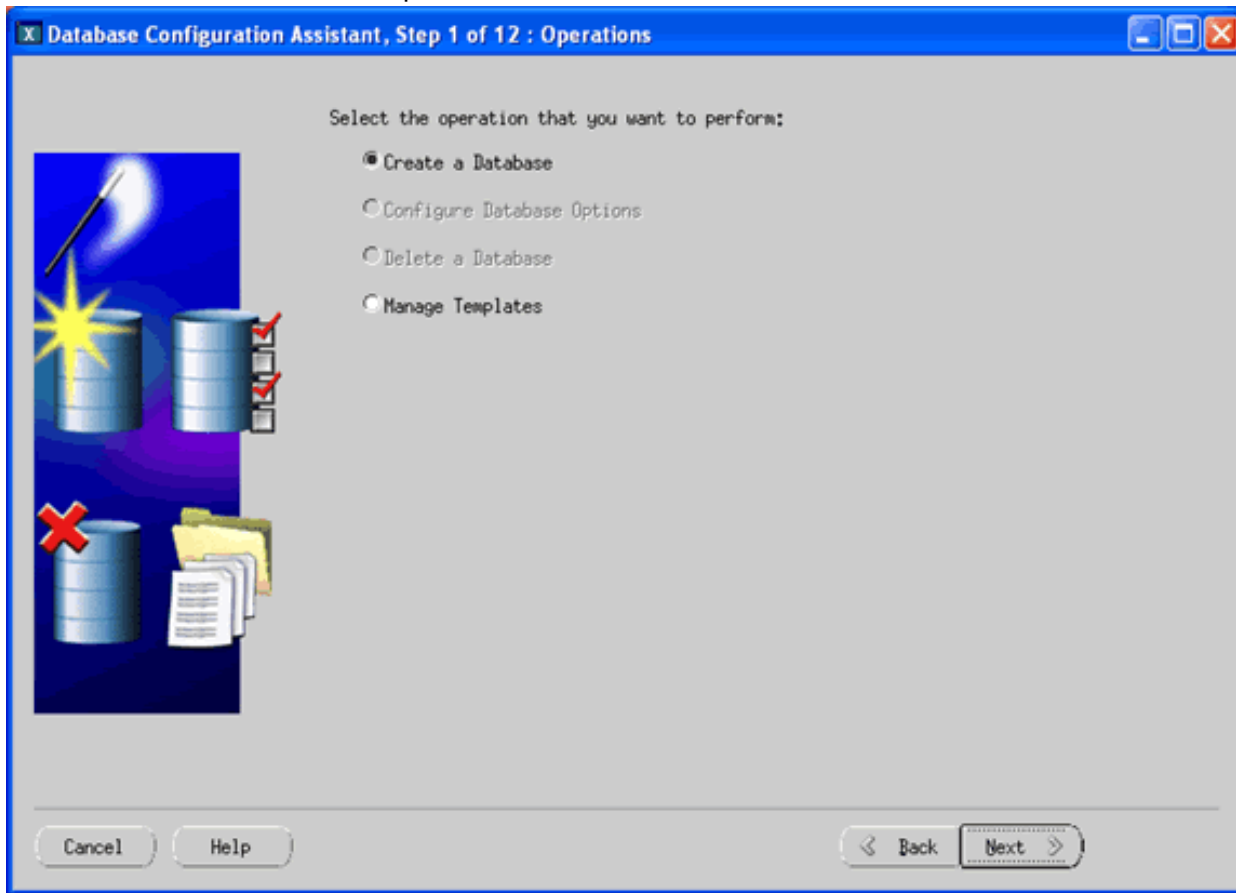 Database Configuration Assistant, Step 1 of 12 : Operations
Select the operation that you want to perform:
Create a Database
Configure Database Options
Delete a Database
Manage Templates
Cancel
Help
Back
Next